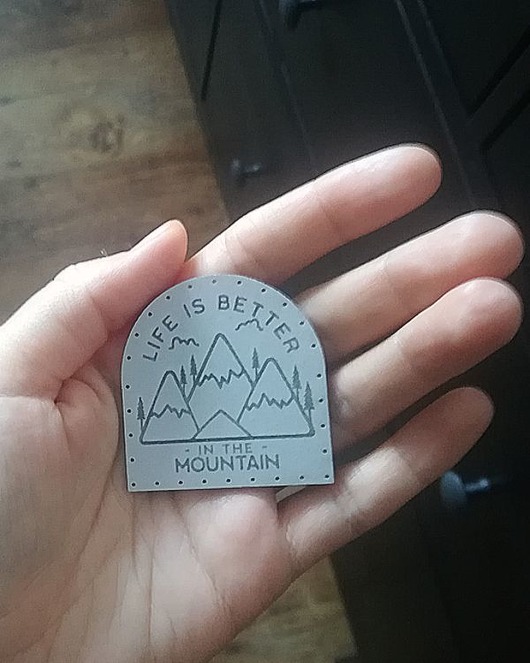 LIFE IS BETTER
- IN THE -
MOUNTAIN